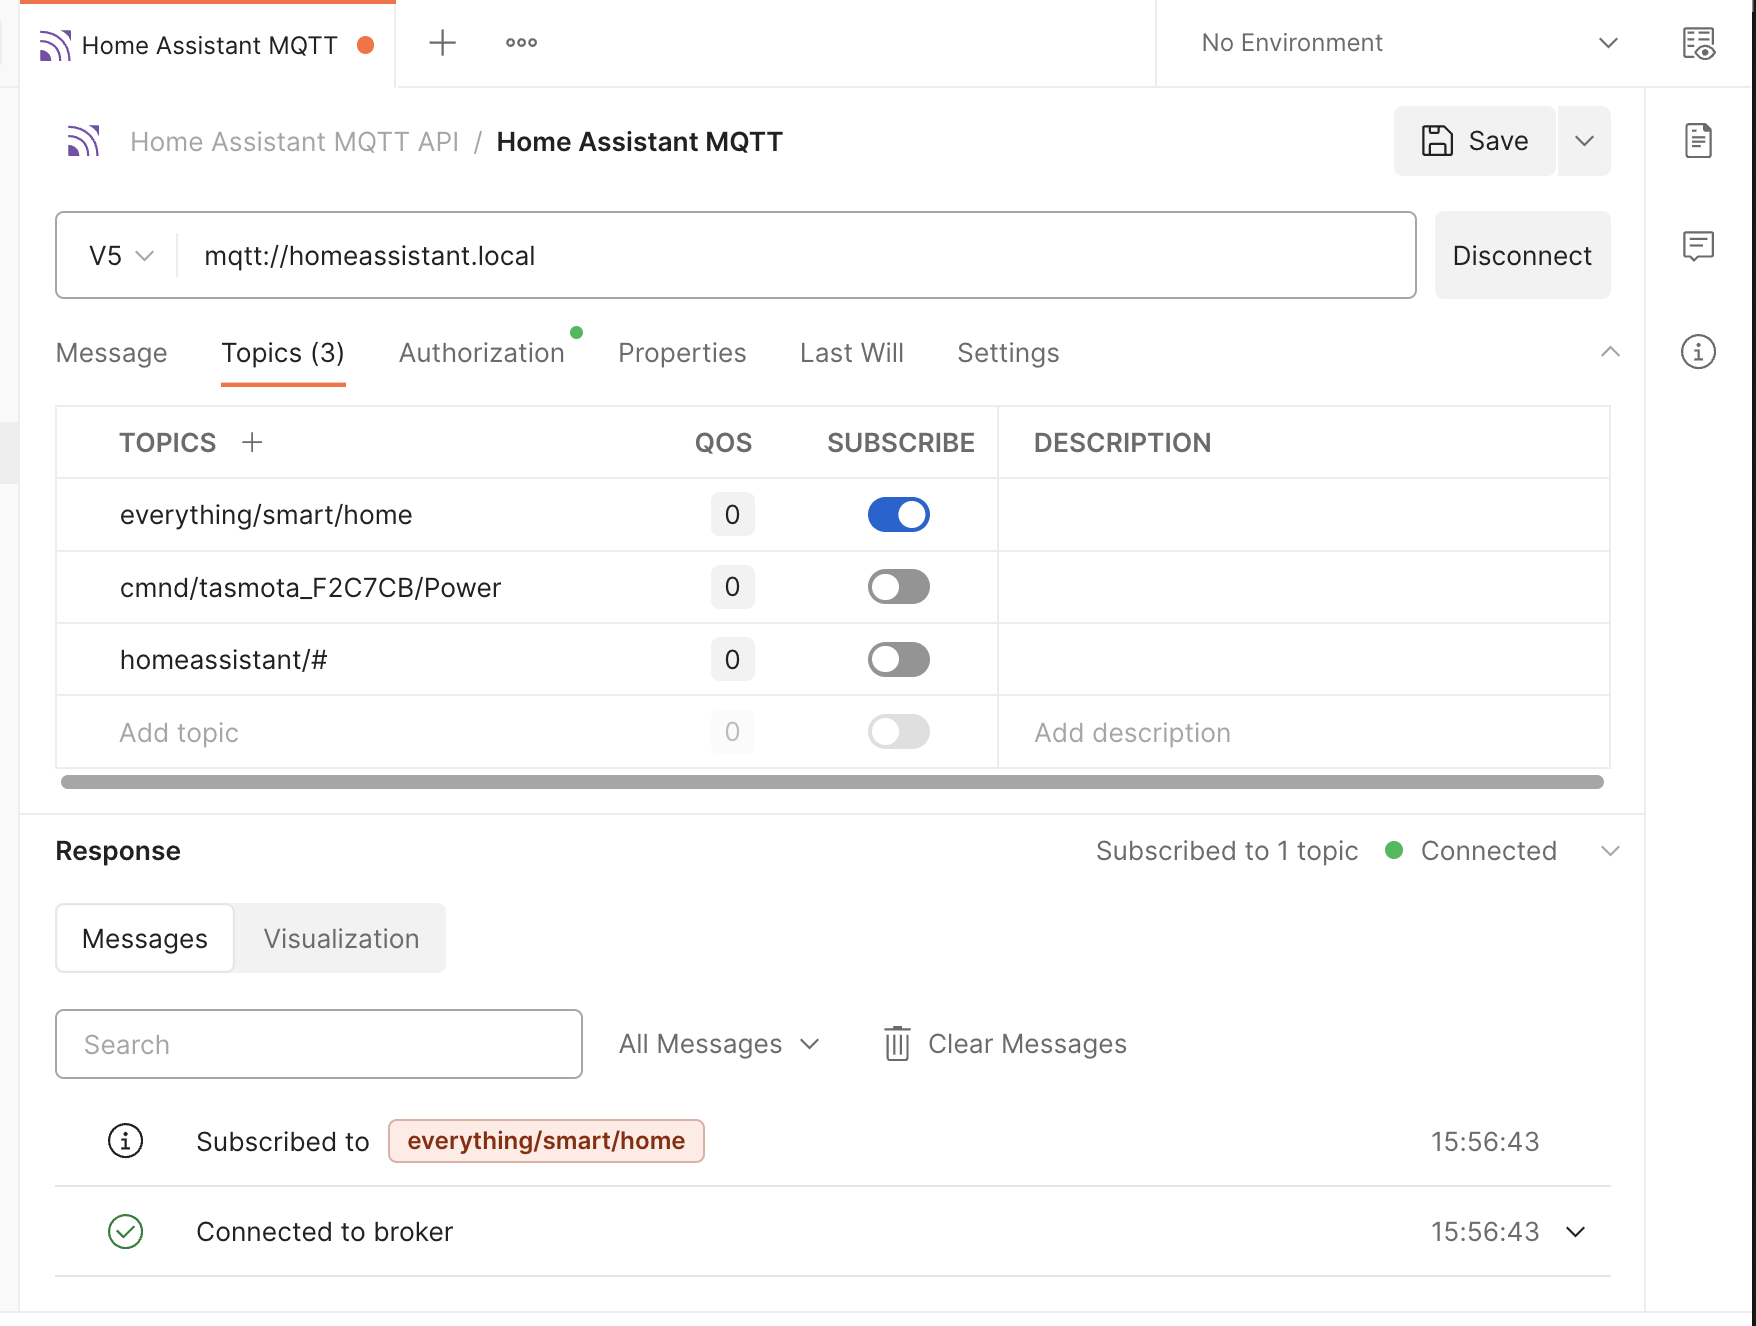 Home Assistant MQTT
No Environment
Home Assistant MQTT API / Home Assistant MQTT
Save
V5 mqtt://homeassistant.local
Disconnect
Message Topics (3) Authorization Properties Last Will Settings
TOPICS QOS SUBSCRIBE DESCRIPTION
everything/smart/home 0
cmnd/tasmota_F2C7CB/Power 0
homeassistant/# 0
Add topic 0 Add description
Response Subscribed to 1 topic Connected
Messages Visualization
Search All Messages Clear Messages
Subscribed to everything/smart/home 15:56:43
Connected to broker 15:56:43